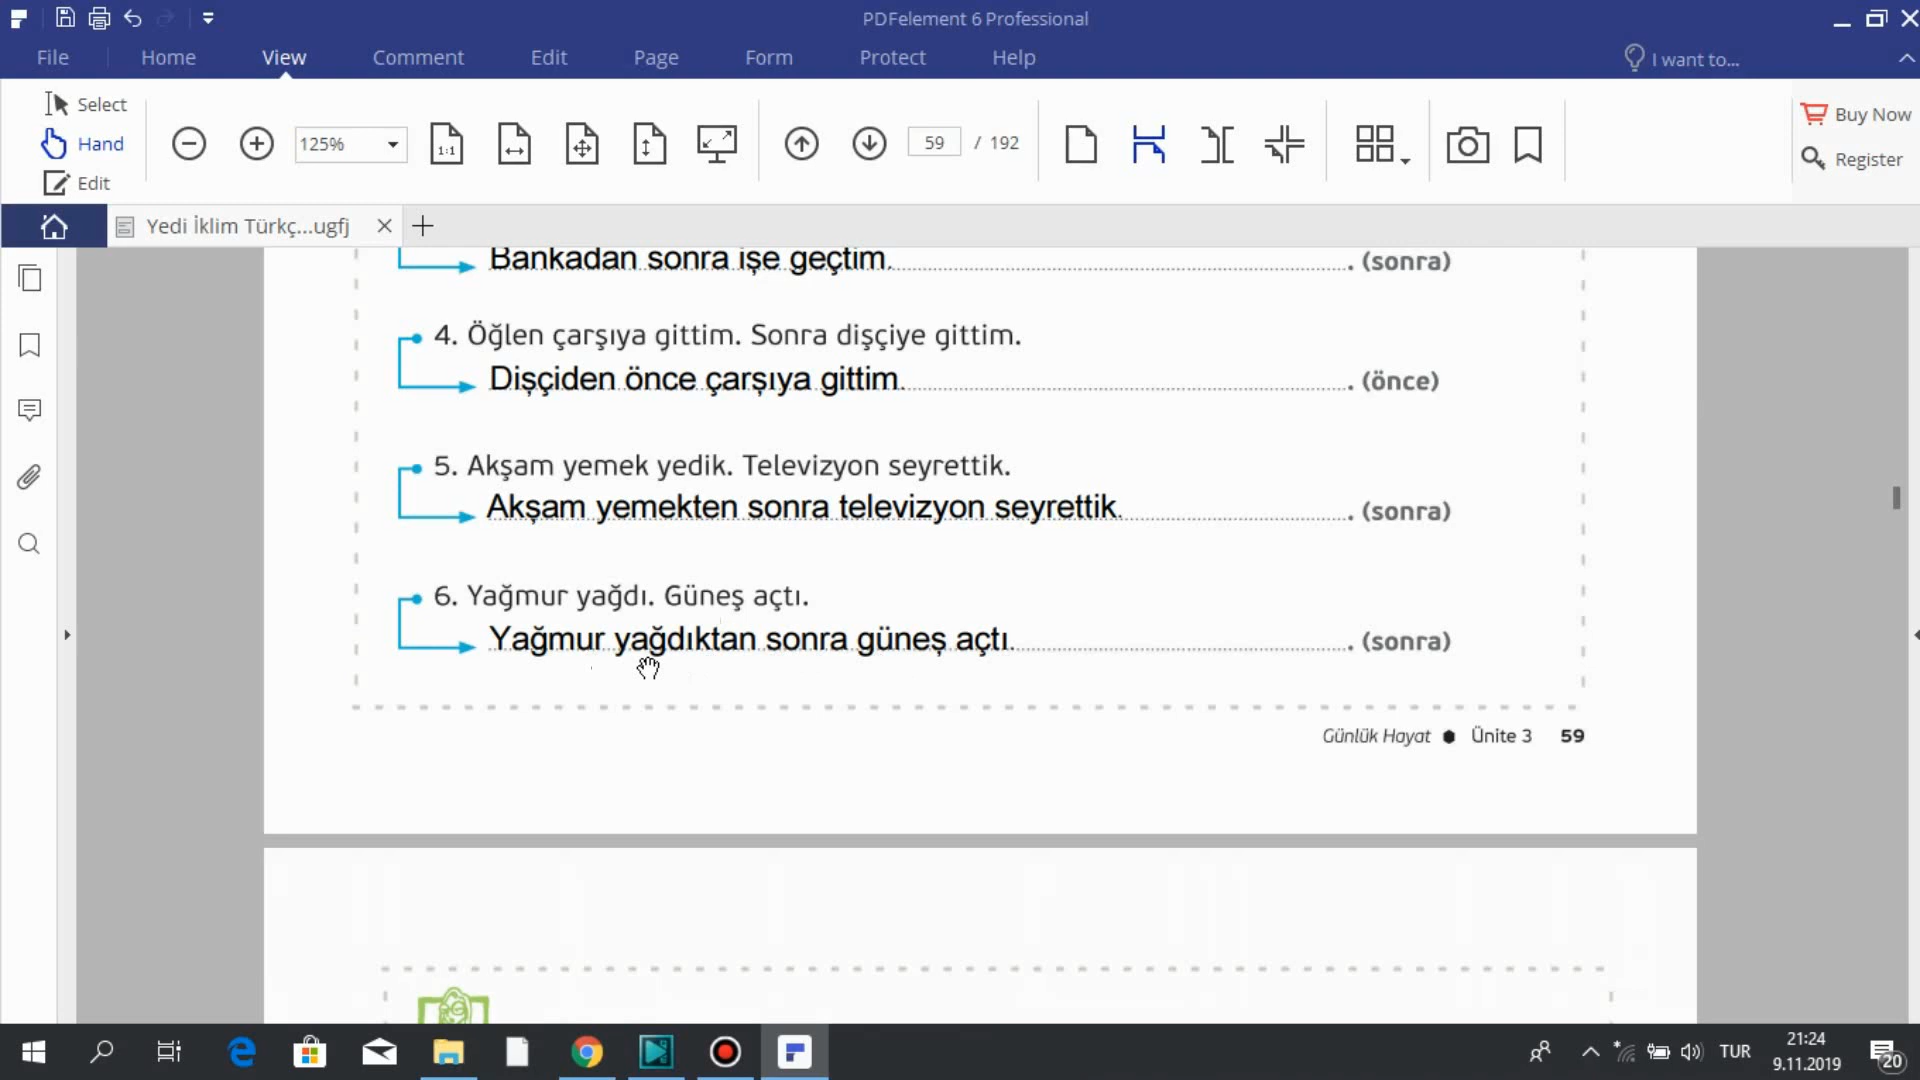 PDFelement 6 Professional
File Home View Comment Edit Page Form Protect Help I want to...
Select
Hand
Edit
125%
1:1
59 / 192
Buy Now
Register
Yedi İklim Türkç...ugfj
Bankadan sonra işe geçtim. . (sonra)
4. Öğlen çarşıya gittim. Sonra dişçiye gittim.
Dişçiden önce çarşıya gittim. . (önce)
5. Akşam yemek yedik. Televizyon seyrettik.
Akşam yemekten sonra televizyon seyrettik. . (sonra)
6. Yağmur yağdı. Güneş açtı.
Yağmur yağdıktan sonra güneş açtı. . (sonra)
Günlük Hayat ● Ünite 3 59
TUR
21:24
9.11.2019
20